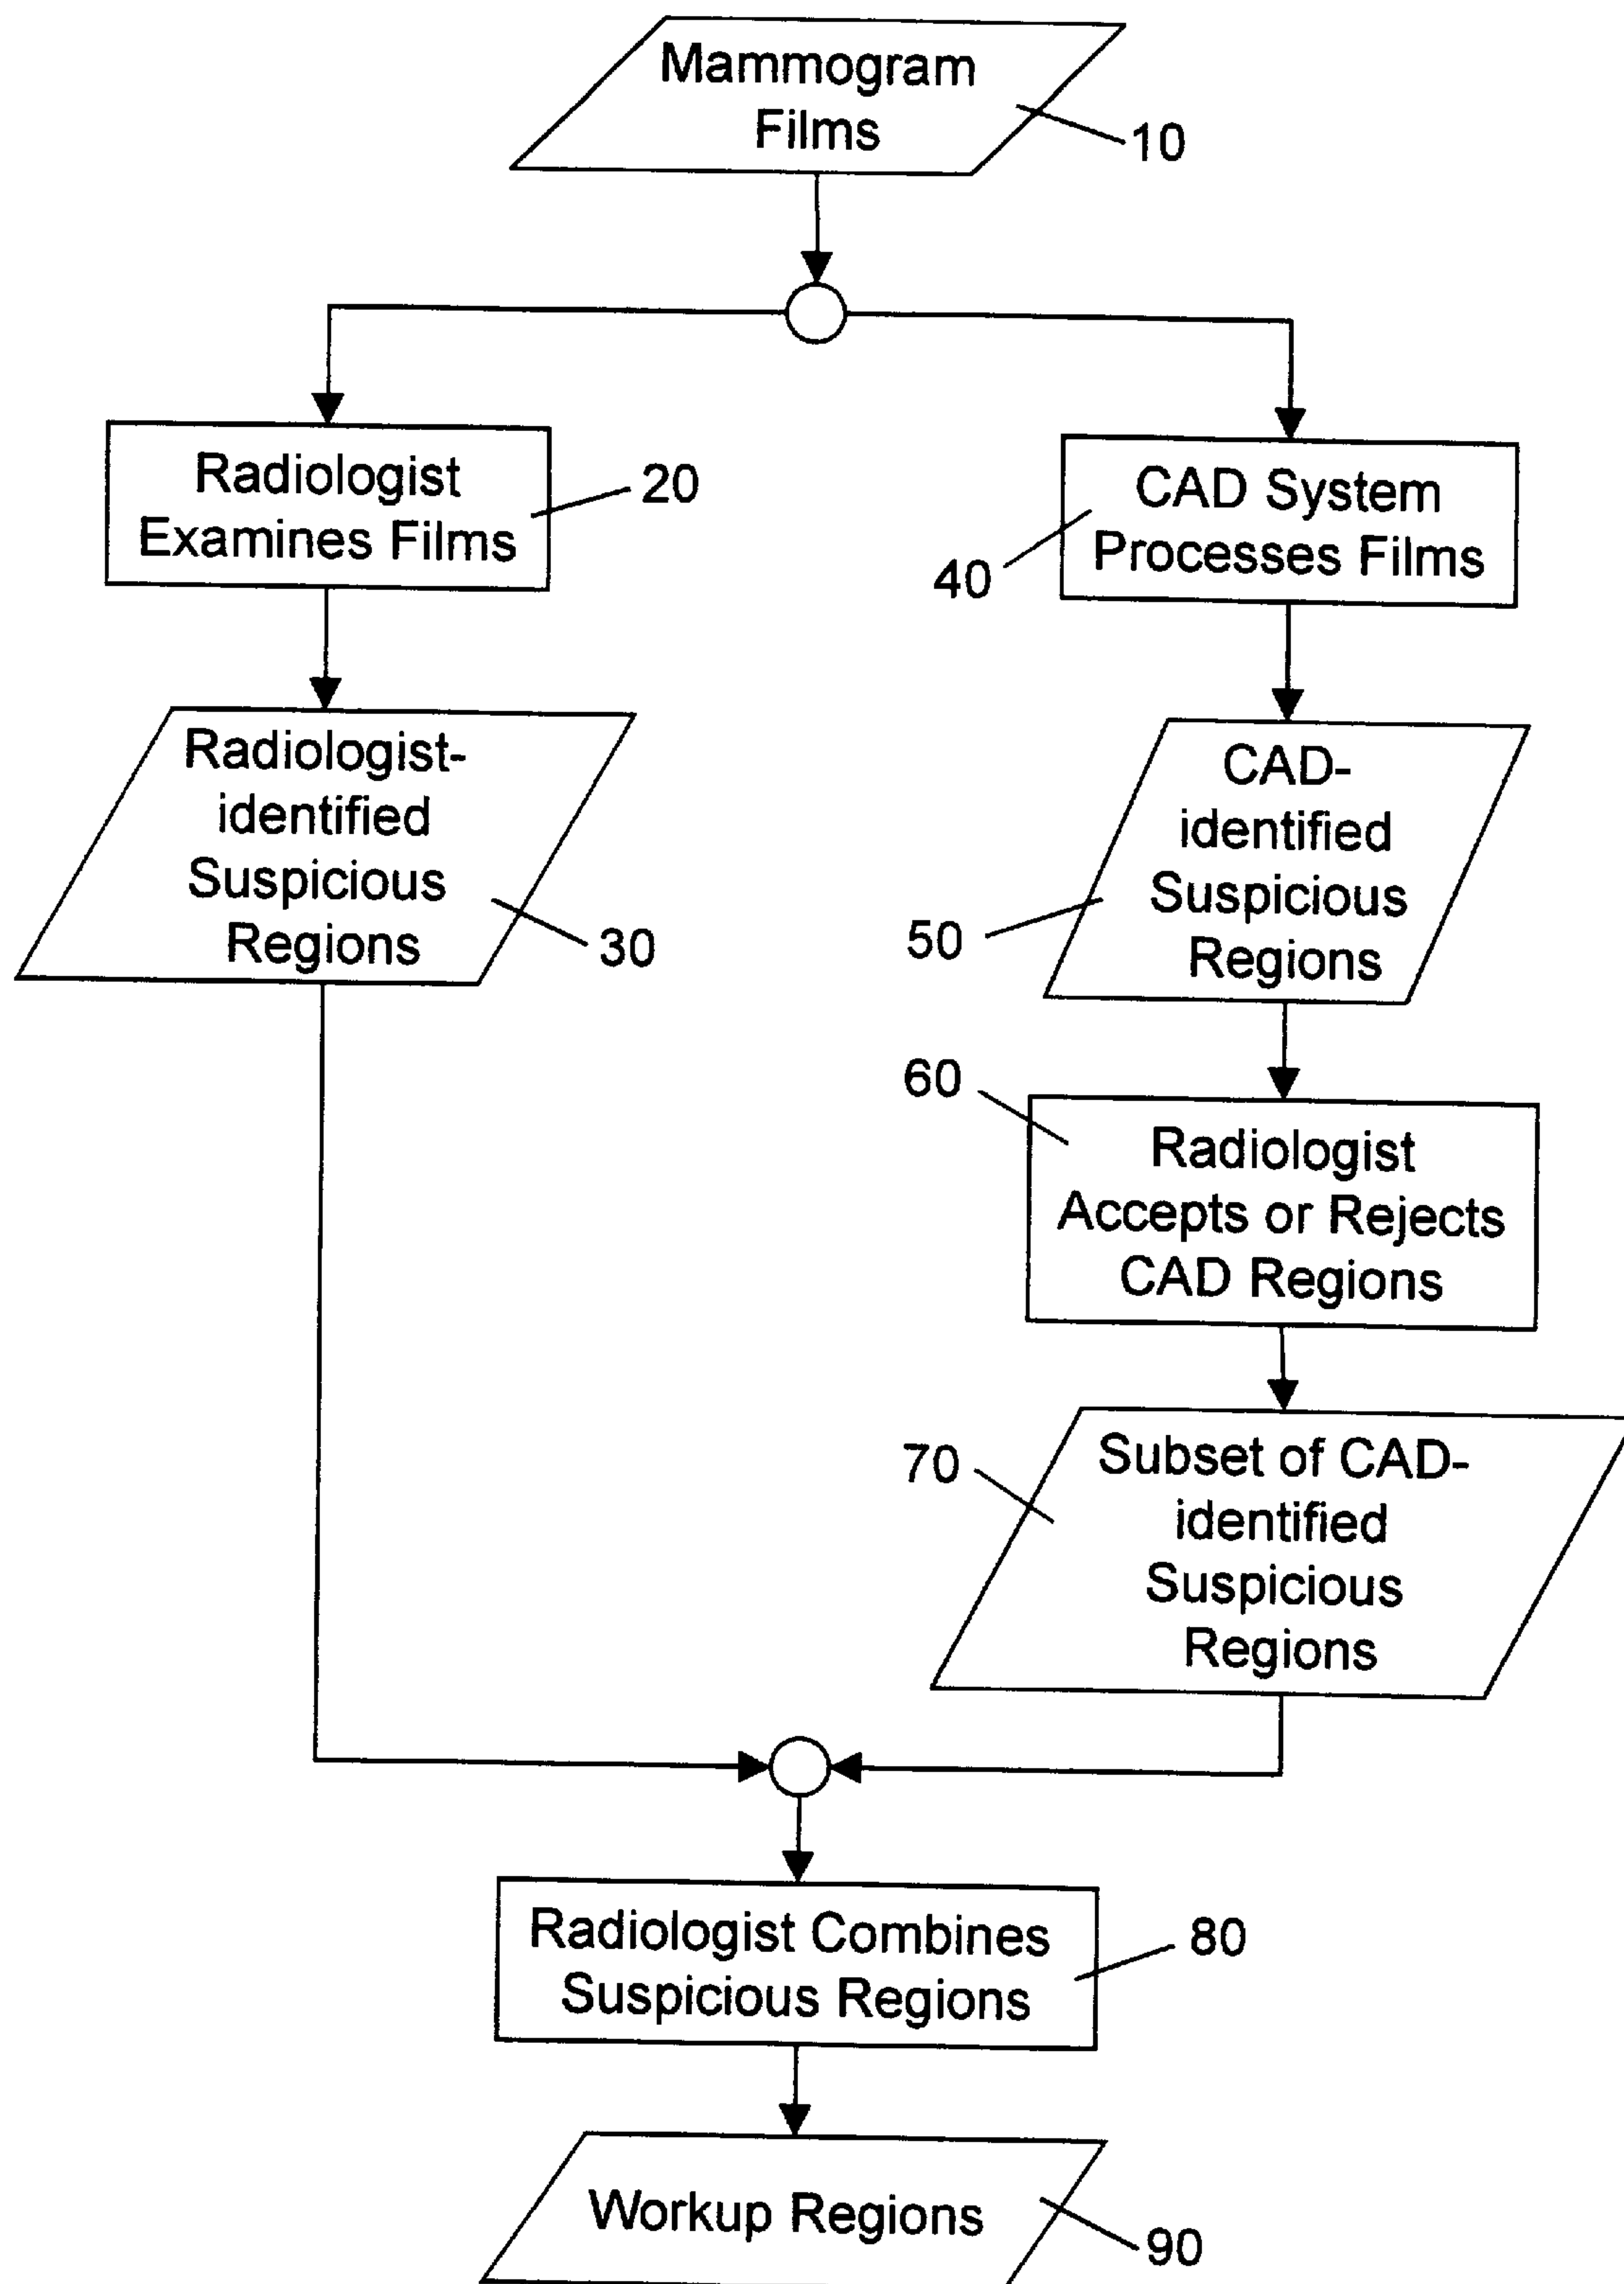 Mammogram
Films
10
Radiologist
Examines Films
20
CAD System
Processes Films
40
Radiologist-
identified
Suspicious
Regions
30
CAD-
identified
Suspicious
Regions
50
60
Radiologist
Accepts or Rejects
CAD Regions
70
Subset of CAD-
identified
Suspicious
Regions
Radiologist Combines
Suspicious Regions
80
Workup Regions
90